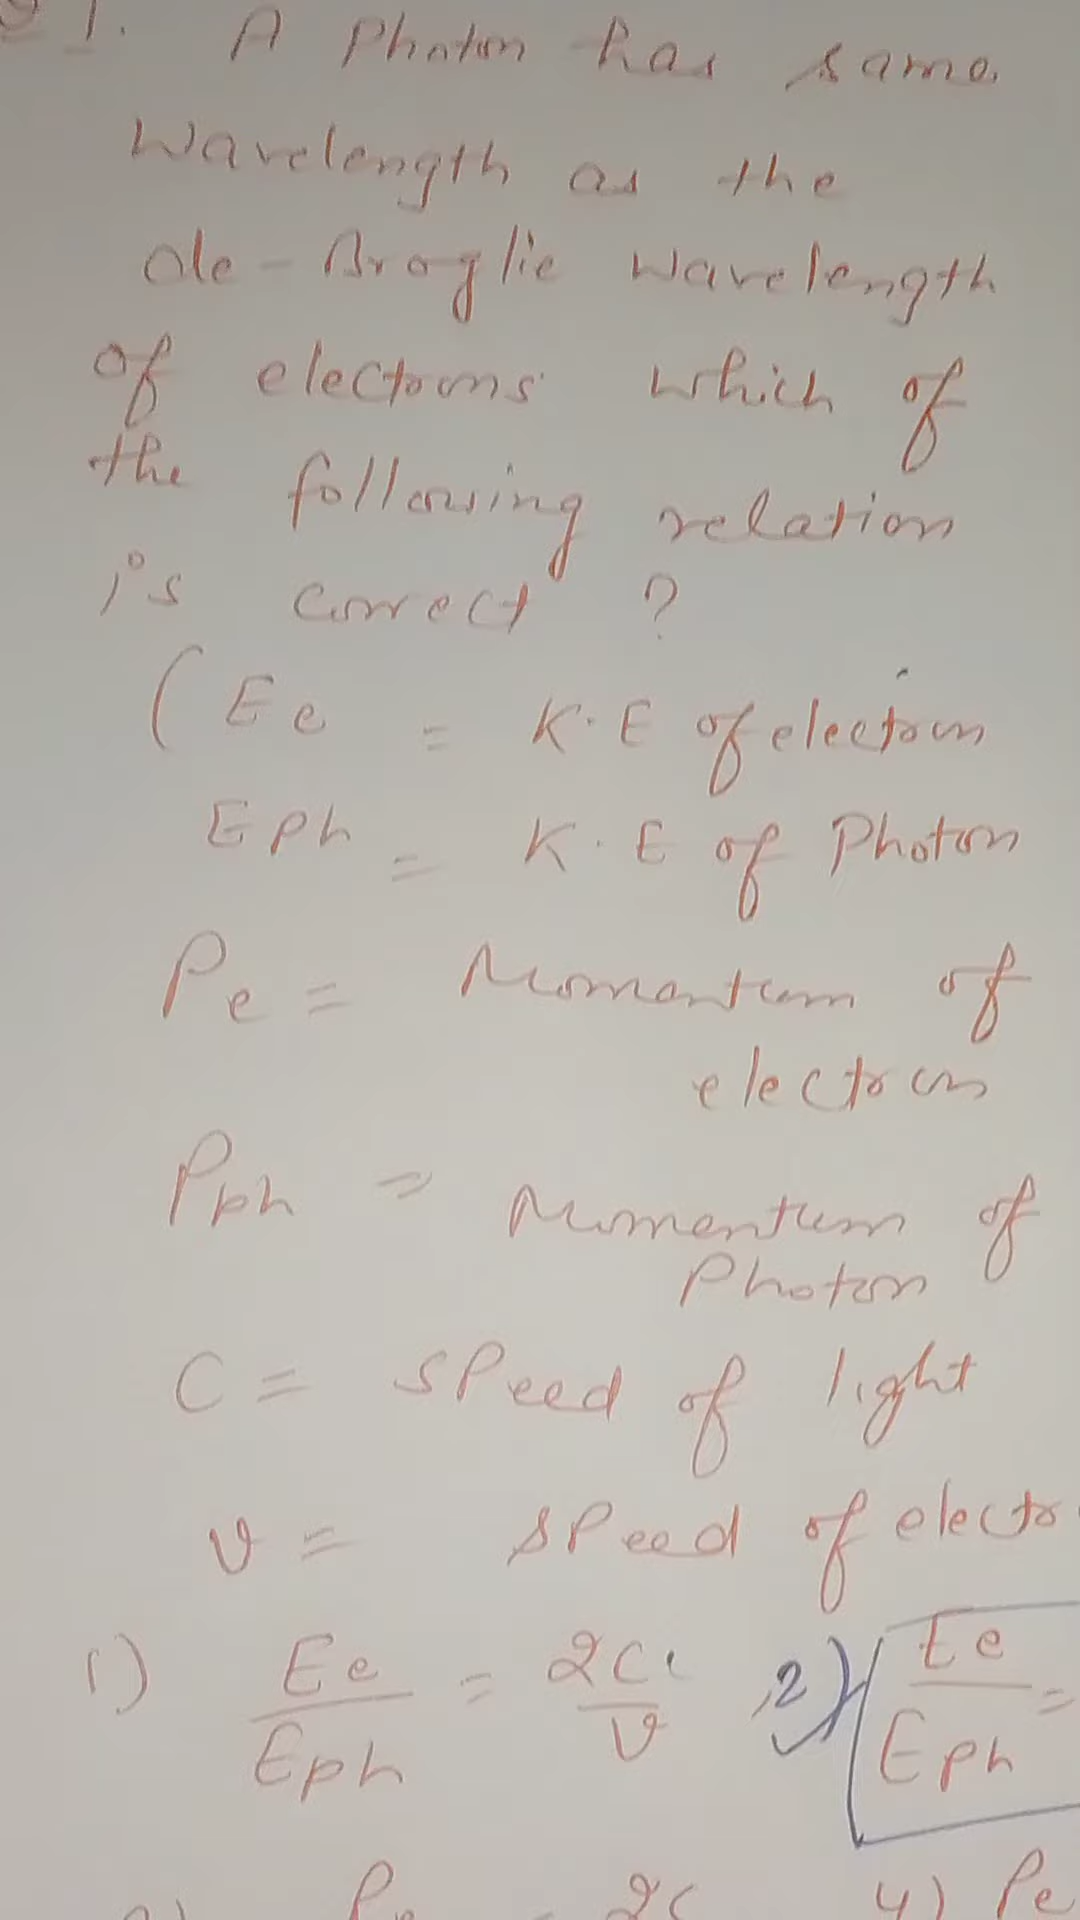 1. A Photon has same
wavelength as the
de-Broglie wavelength
of electrons which of
the following relation
is correct ?
( Ee = K.E of electron
Eph = K.E of Photon
Pe = Momentum of
electron
Pph = Momentum of
Photon
C = Speed of light
v = speed of electro
1) Ee/Eph = 2C/v 2) Ee/Eph =
= 2C 4) Pe